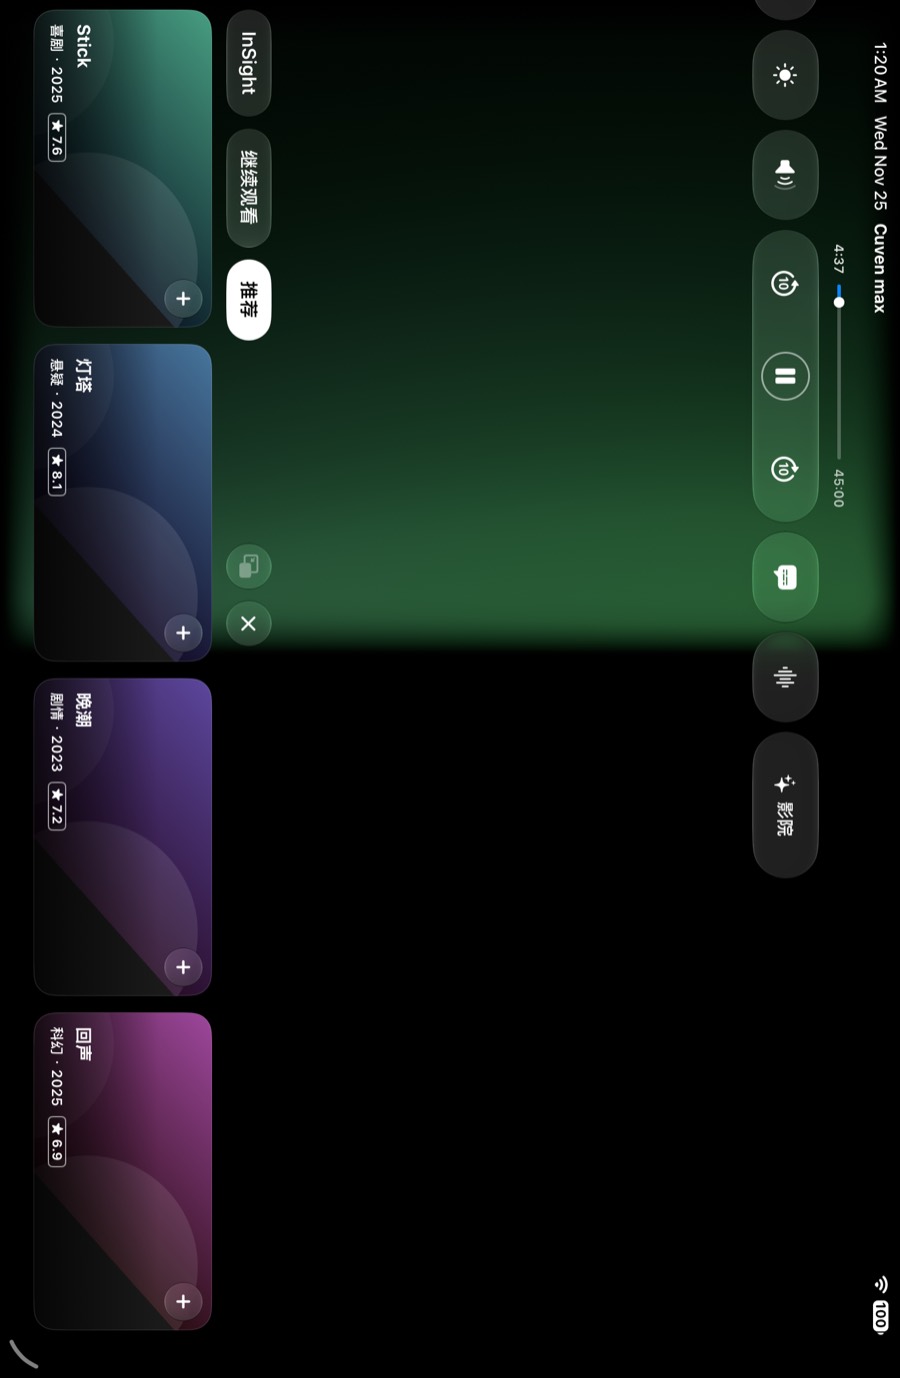 1:20 AM Wed Nov 25 Cuven max
100
4:37 45:00
10 10 影院
InSight 继续观看 推荐
Stick
喜剧 · 2025 ★ 7.6
灯塔
悬疑 · 2024 ★ 8.1
晚潮
剧情 · 2023 ★ 7.2
回声
科幻 · 2025 ★ 6.9